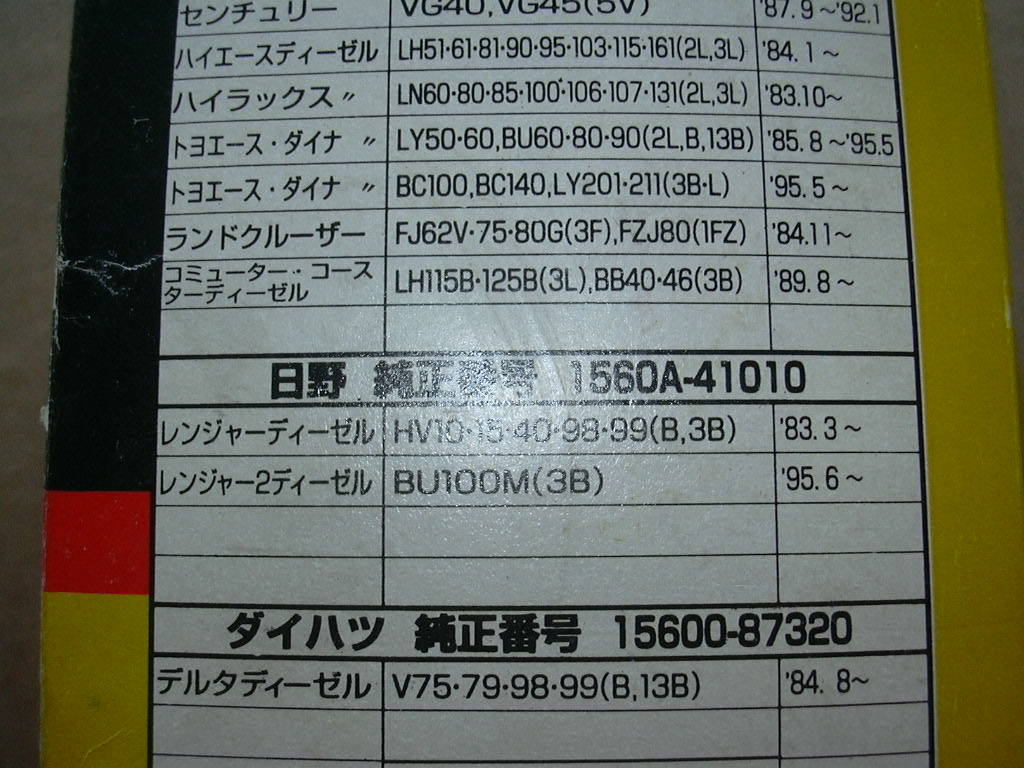 センチュリー VG40,VG45(5V) '87.9～'92.1
ハイエースディーゼル LH51･61･81･90･95･103･115･161(2L,3L) '84.1～
ハイラックス 〃 LN60･80･85･100･106･107･131(2L,3L) '83.10～
トヨエース・ダイナ 〃 LY50･60,BU60･80･90(2L,B,13B) '85.8～'95.5
トヨエース・ダイナ 〃 BC100,BC140,LY201･211(3B･L) '95.5～
ランドクルーザー FJ62V･75･80G(3F),FZJ80(1FZ) '84.11～
コミューター・コース
ターディーゼル LH115B･125B(3L),BB40･46(3B) '89.8～
日野 純正番号 1560A-41010
レンジャーディーゼル HV10･15･40･98･99(B,3B) '83.3～
レンジャー2ディーゼル BU100M(3B) '95.6～
ダイハツ 純正番号 15600-87320
デルタディーゼル V75･79･98･99(B,13B) '84. 8～